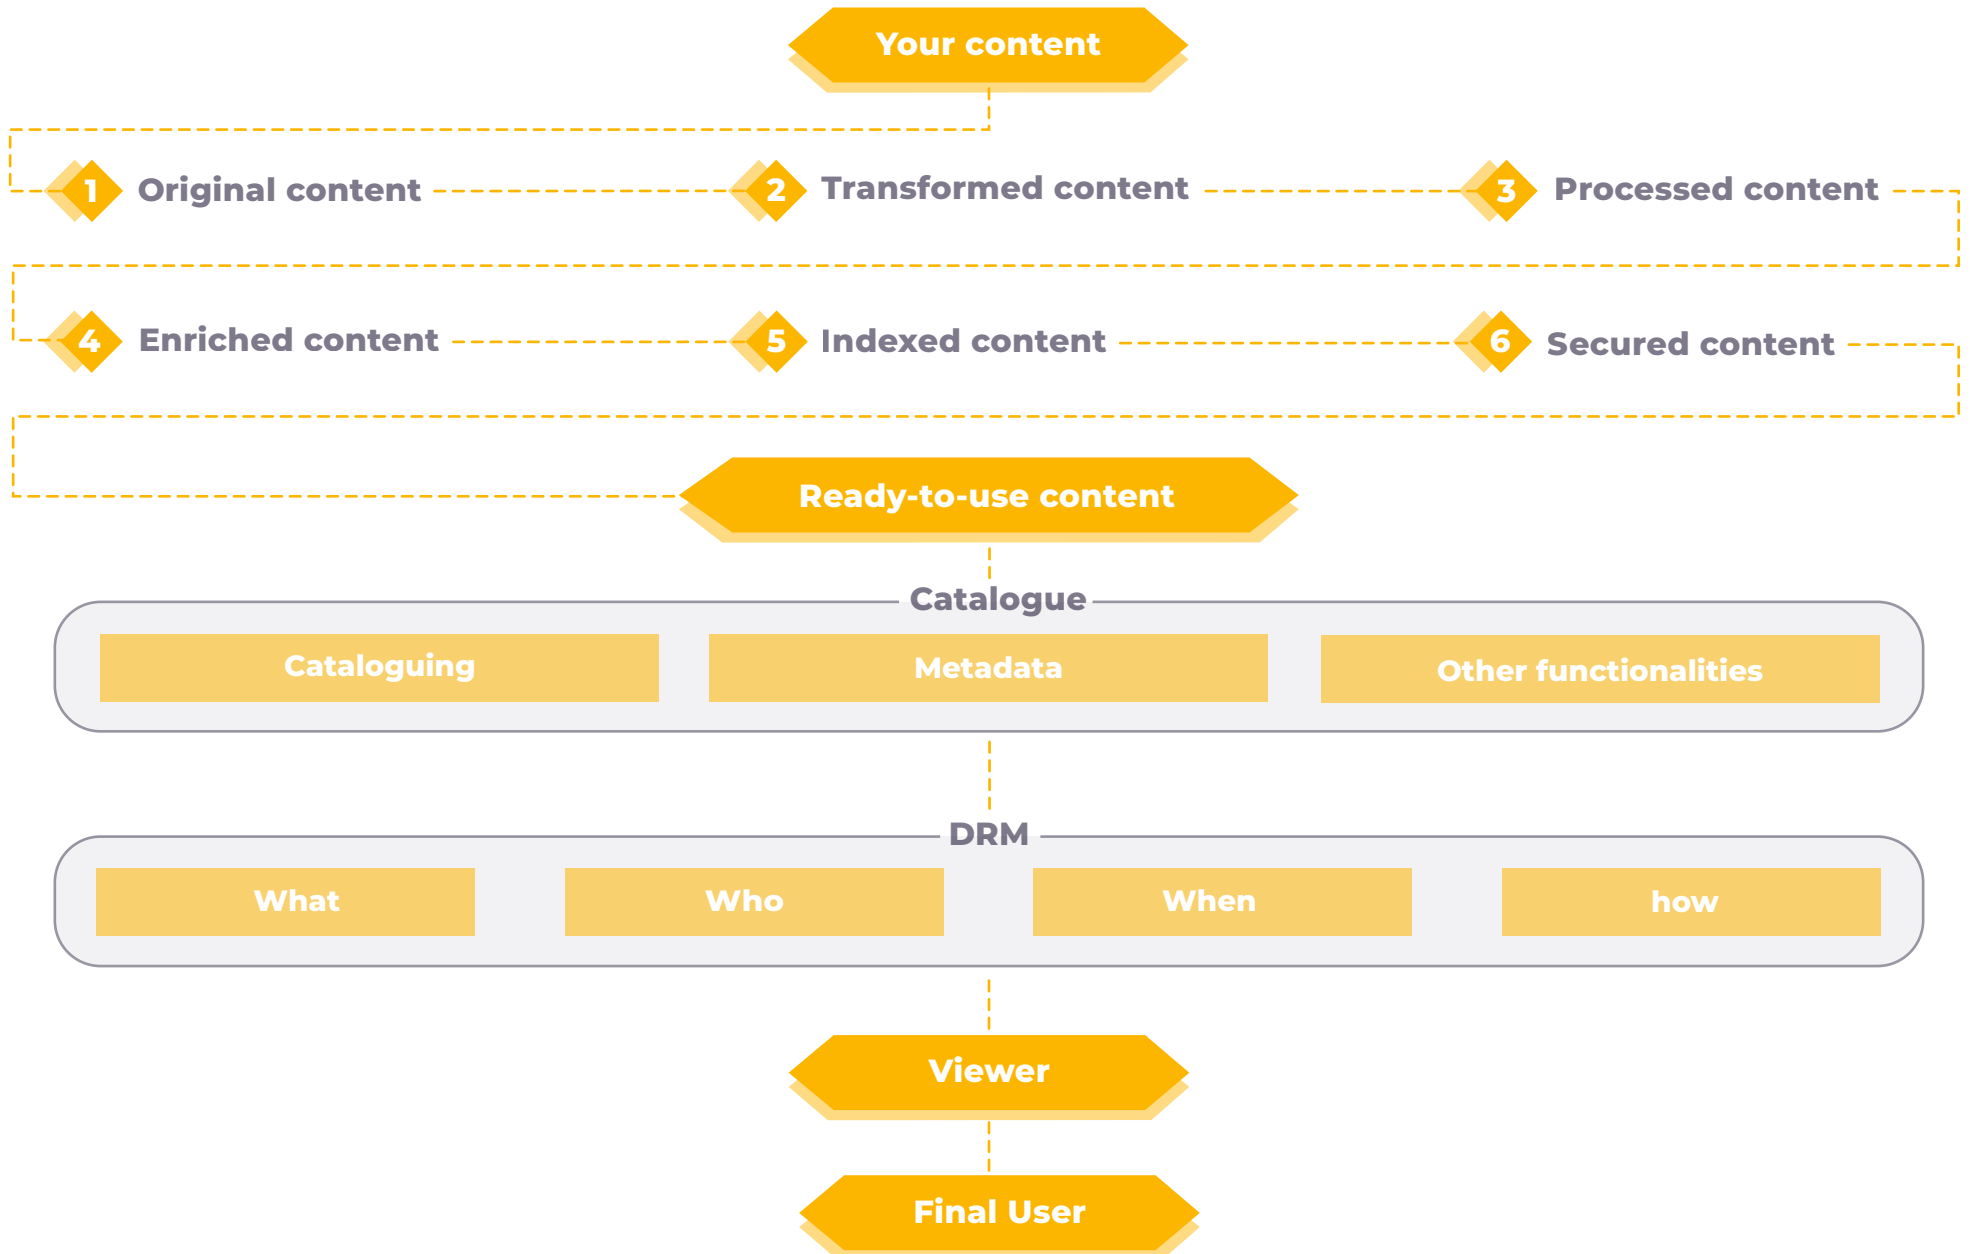 Your content
1 Original content
2 Transformed content
3 Processed content
4 Enriched content
5 Indexed content
6 Secured content
Ready-to-use content
Catalogue
Cataloguing
Metadata
Other functionalities
DRM
What
Who
When
how
Viewer
Final User